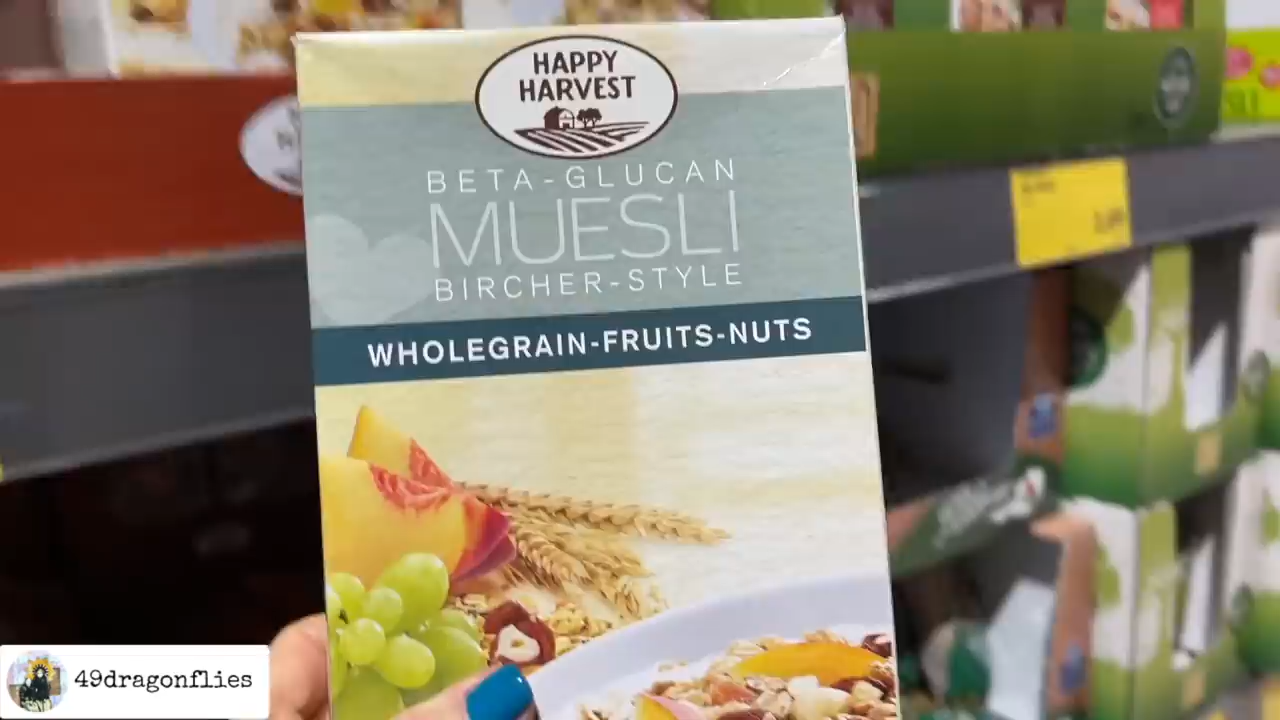 HAPPY
HARVEST
BETA-GLUCAN
MUESLI
BIRCHER-STYLE
WHOLEGRAIN-FRUITS-NUTS
49dragonflies